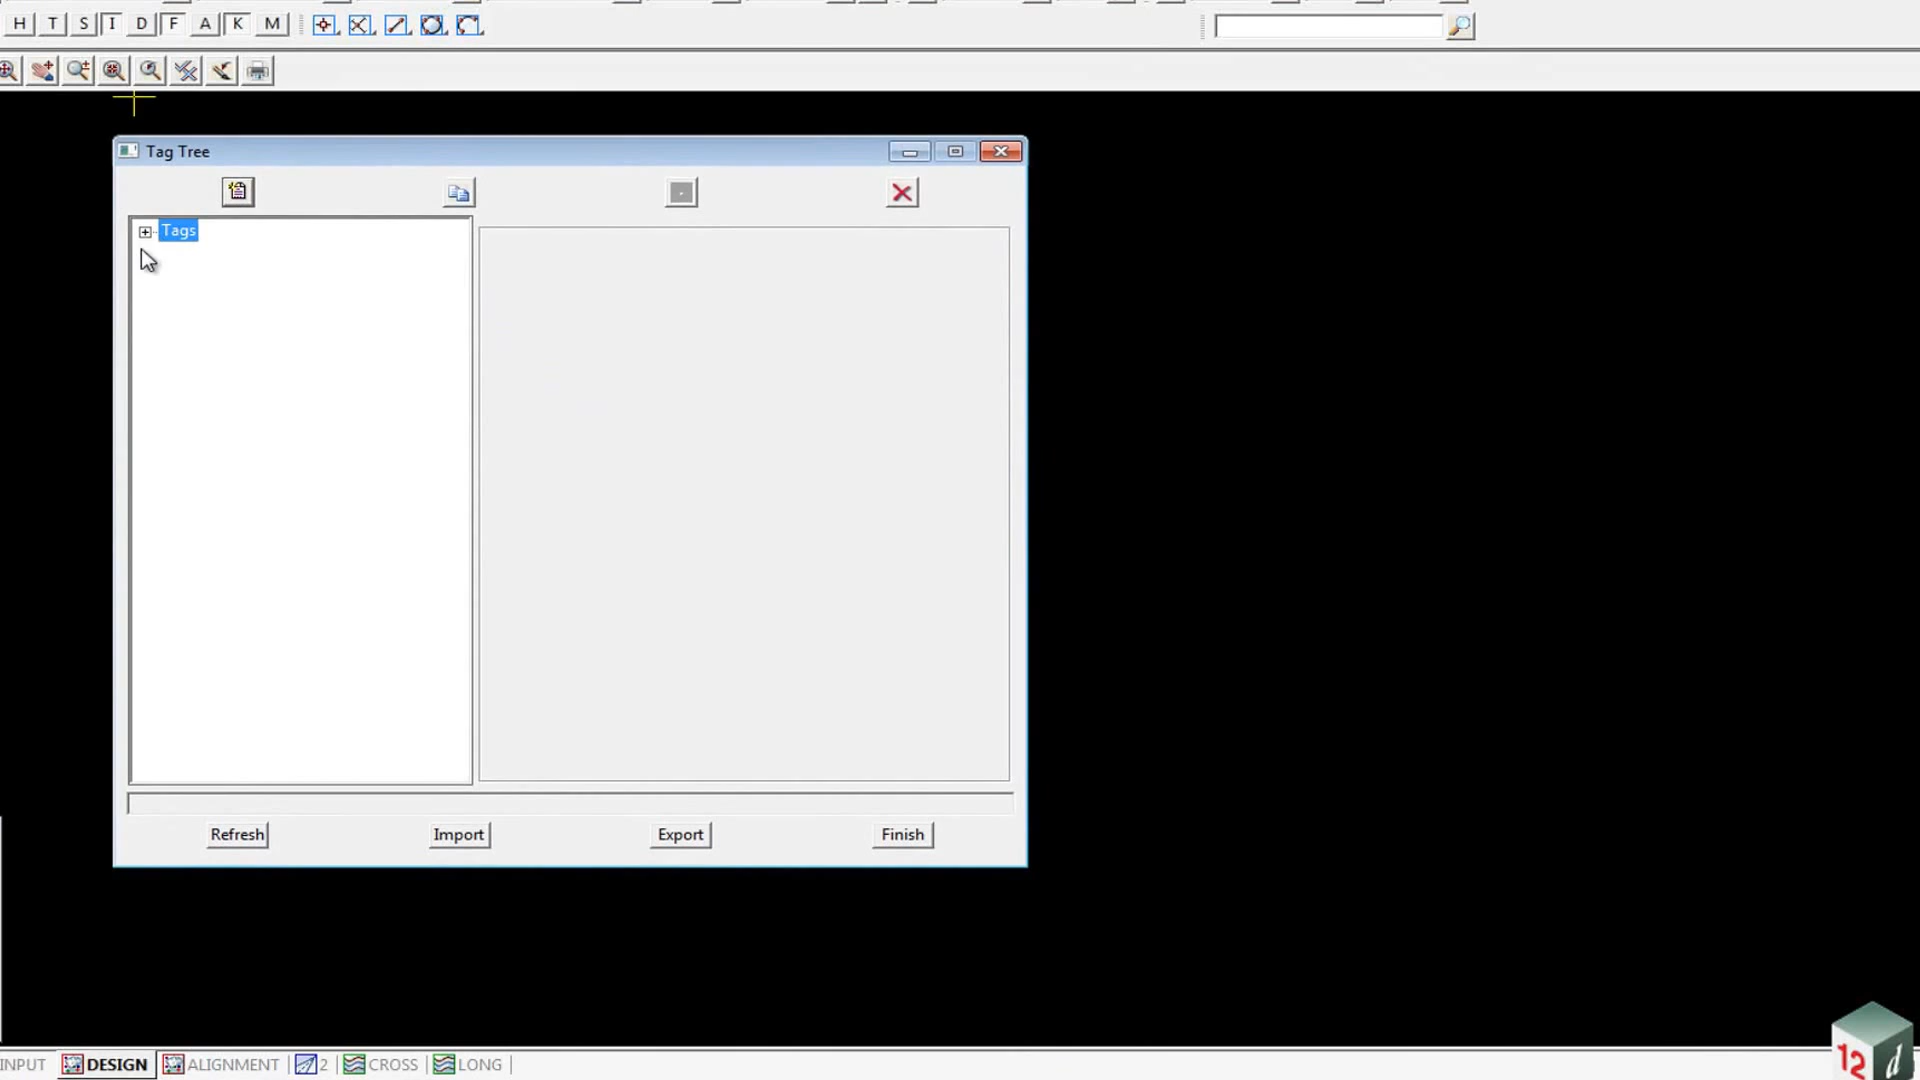 H T S I D F A K M
Tag Tree
Tags
Refresh Import Export Finish
INPUT DESIGN ALIGNMENT 2 CROSS LONG
12d